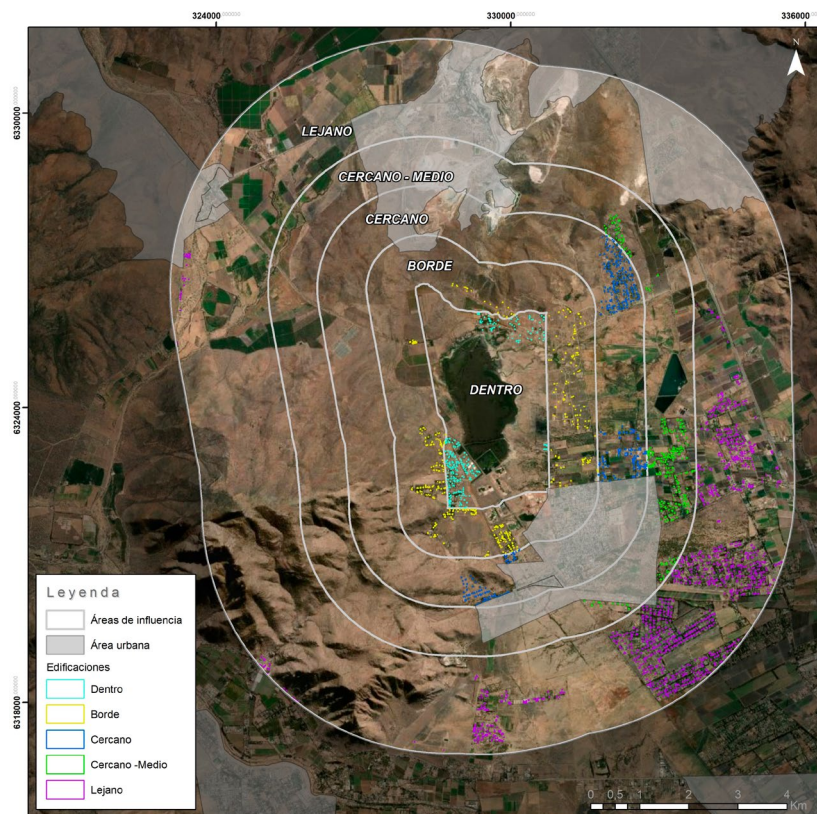 324000
330000
336000
N
6330000
LEJANO
CERCANO - MEDIO
CERCANO
BORDE
DENTRO
6324000
6318000
Leyenda
Áreas de influencia
Área urbana
Edificaciones
Dentro
Borde
Cercano
Cercano -Medio
Lejano
0 0,5 1 2 3 4
Km